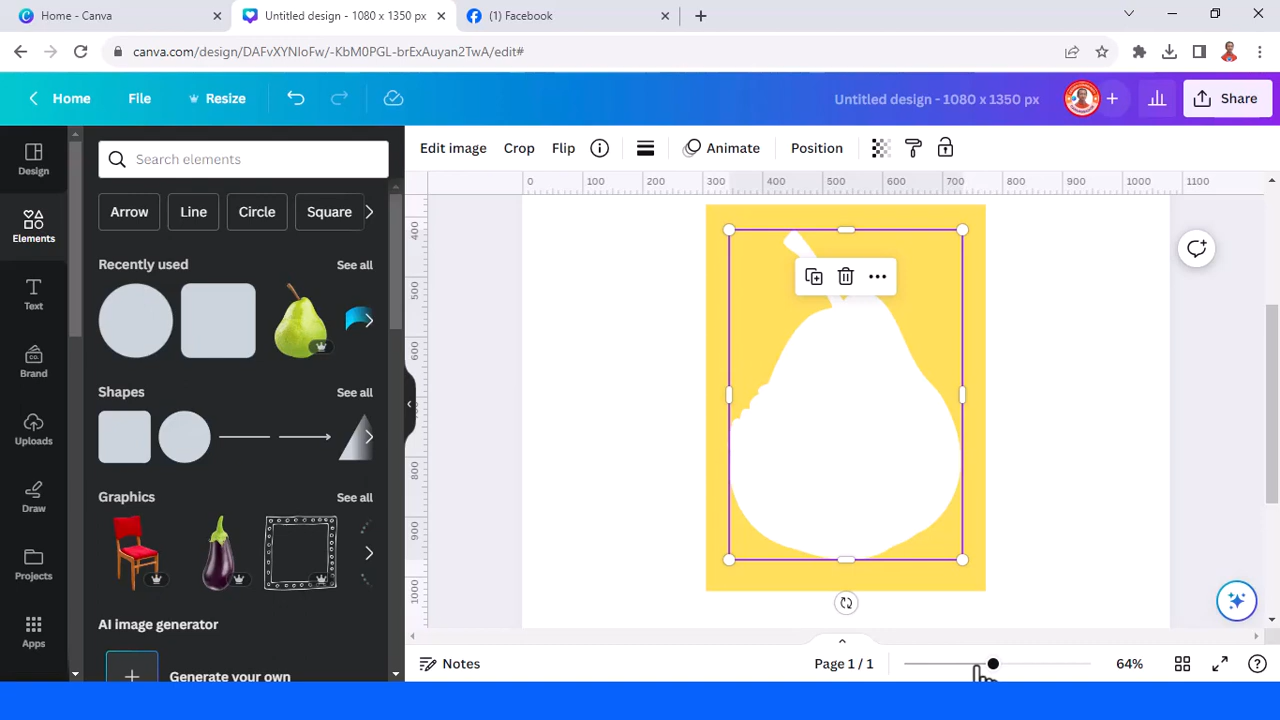 Home - Canva
Untitled design - 1080 x 1350 px
(1) Facebook
canva.com/design/DAFvXYNIoFw/-KbM0PGL-brExAuyan2TwA/edit#
Home
File
Resize
Untitled design - 1080 x 1350 px
Share
Design
Elements
Text
Brand
Uploads
Draw
Projects
Apps
Search elements
Arrow
Line
Circle
Square
Recently used
See all
Shapes
See all
Graphics
See all
AI image generator
Generate your own
Edit image
Crop
Flip
Animate
Position
0 100 200 300 400 500 600 700 800 900 1000 1100
400
500
600
700
800
900
1000
Notes
Page 1 / 1
64%